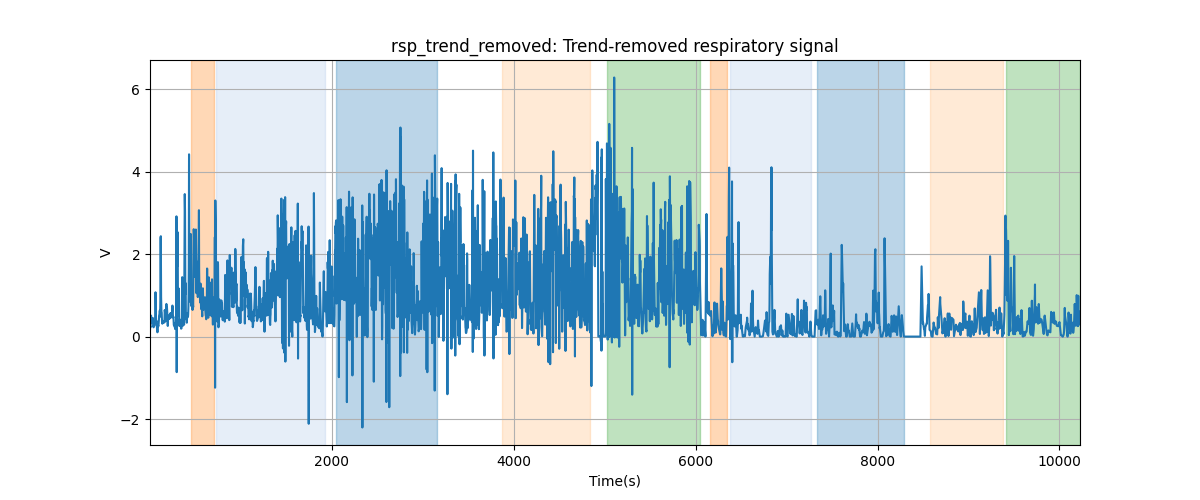 rsp_trend_removed: Trend-removed respiratory signal
6
4
2
0
−2
V
2000 4000 6000 8000 10000
Time(s)